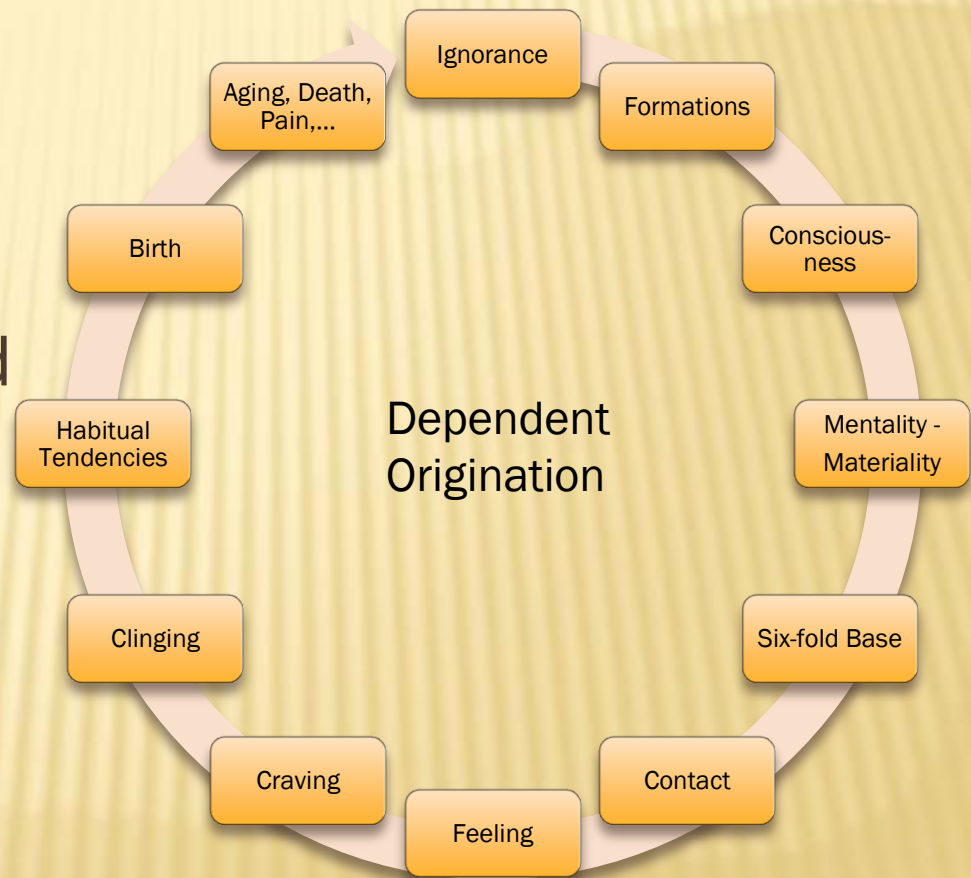 Ignorance
Formations
Conscious-
ness
Mentality -
Materiality
Six-fold Base
Contact
Feeling
Craving
Clinging
Habitual
Tendencies
Birth
Aging, Death,
Pain,...
Dependent
Origination
d